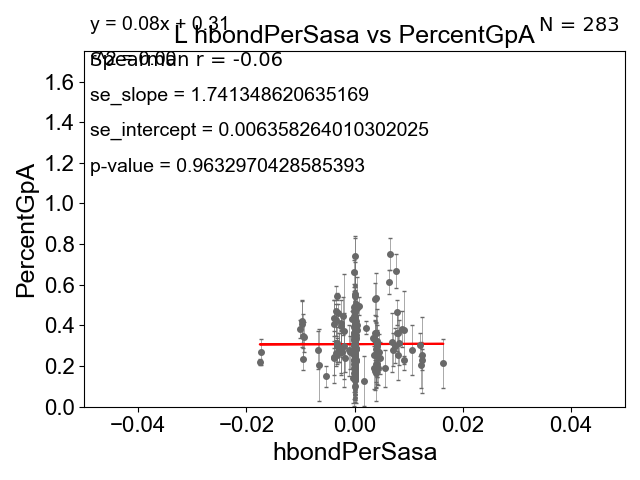 y = 0.08x + 0.31
N = 283
L hbondPerSasa vs PercentGpA
Spearman r = -0.06
se_slope = 1.741348620635169
se_intercept = 0.006358264010302025
p-value = 0.9632970428585393
PercentGpA
1.6
1.4
1.2
1.0
0.8
0.6
0.4
0.2
0.0
−0.04 −0.02 0.00 0.02 0.04
hbondPerSasa